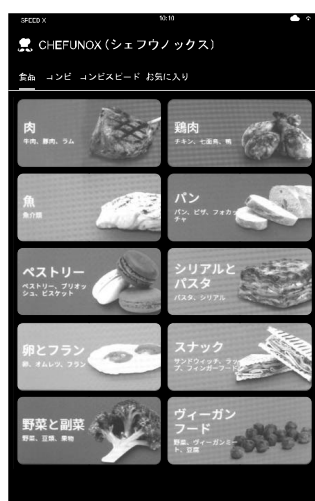 SPEED X
10:10
CHEFUNOX (シェフウノックス)
食品 コンビ コンビスピード お気に入り
肉
牛肉、豚肉、ラム
鶏肉
チキン、七面鳥、鴨
魚
魚介類
パン
パン、ピザ、フォカッ
チャ
ペストリー
ペストリー、ブリオッ
シュ、ビスケット
シリアルと
パスタ
パスタ、シリアル
卵とフラン
卵、オムレツ、フラン
スナック
サンドウィッチ、ラッ
プ、フィンガーフード
野菜と副菜
野菜、豆類、果物
ヴィーガン
フード
野菜、ヴィーガンミー
ト、豆腐